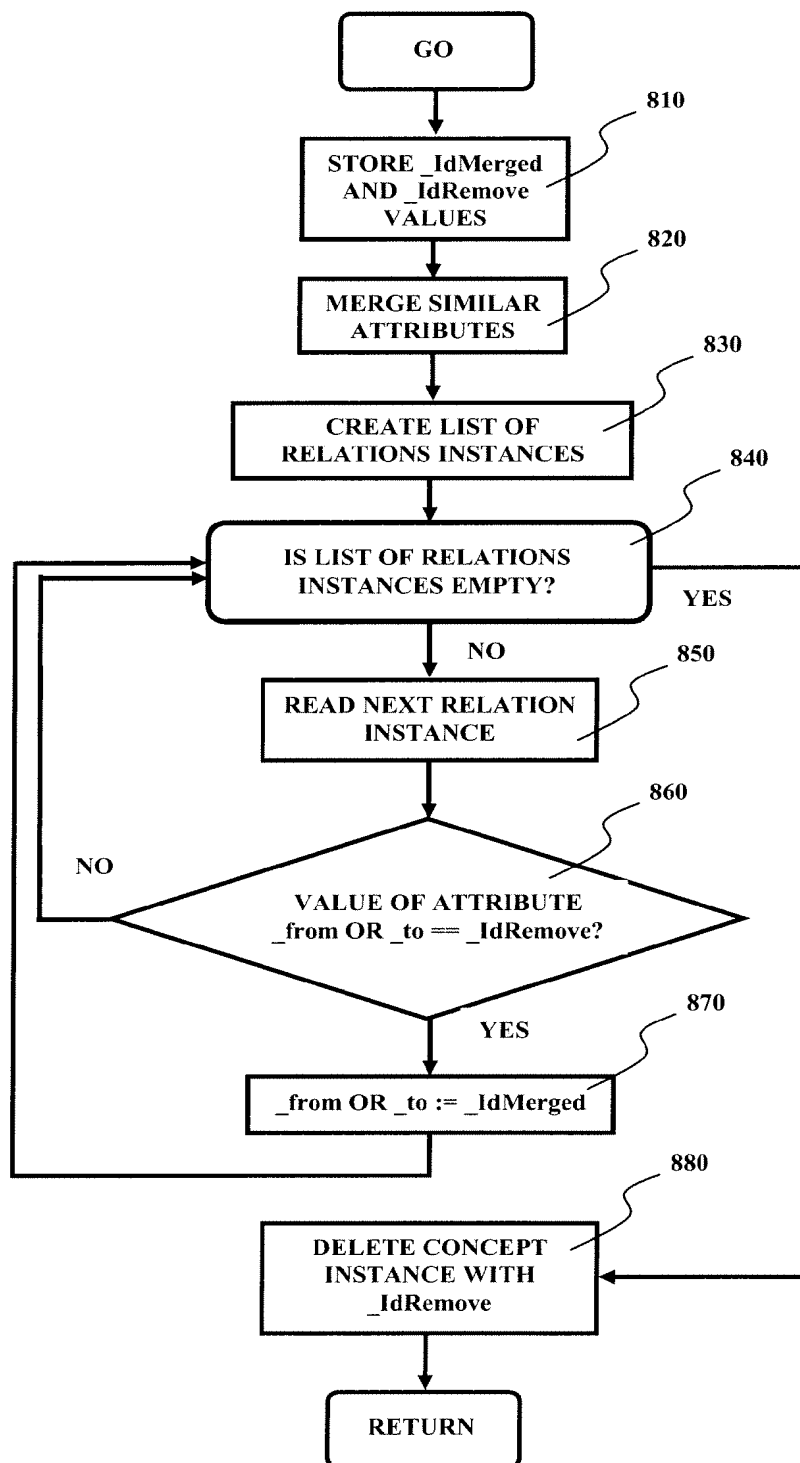 GO
810
STORE _IdMerged
AND _IdRemove
VALUES
820
MERGE SIMILAR
ATTRIBUTES
830
CREATE LIST OF
RELATIONS INSTANCES
840
IS LIST OF RELATIONS
INSTANCES EMPTY?
YES
NO
850
READ NEXT RELATION
INSTANCE
860
NO
VALUE OF ATTRIBUTE
_from OR _to == _IdRemove?
YES
870
_from OR _to := _IdMerged
880
DELETE CONCEPT
INSTANCE WITH
_IdRemove
RETURN